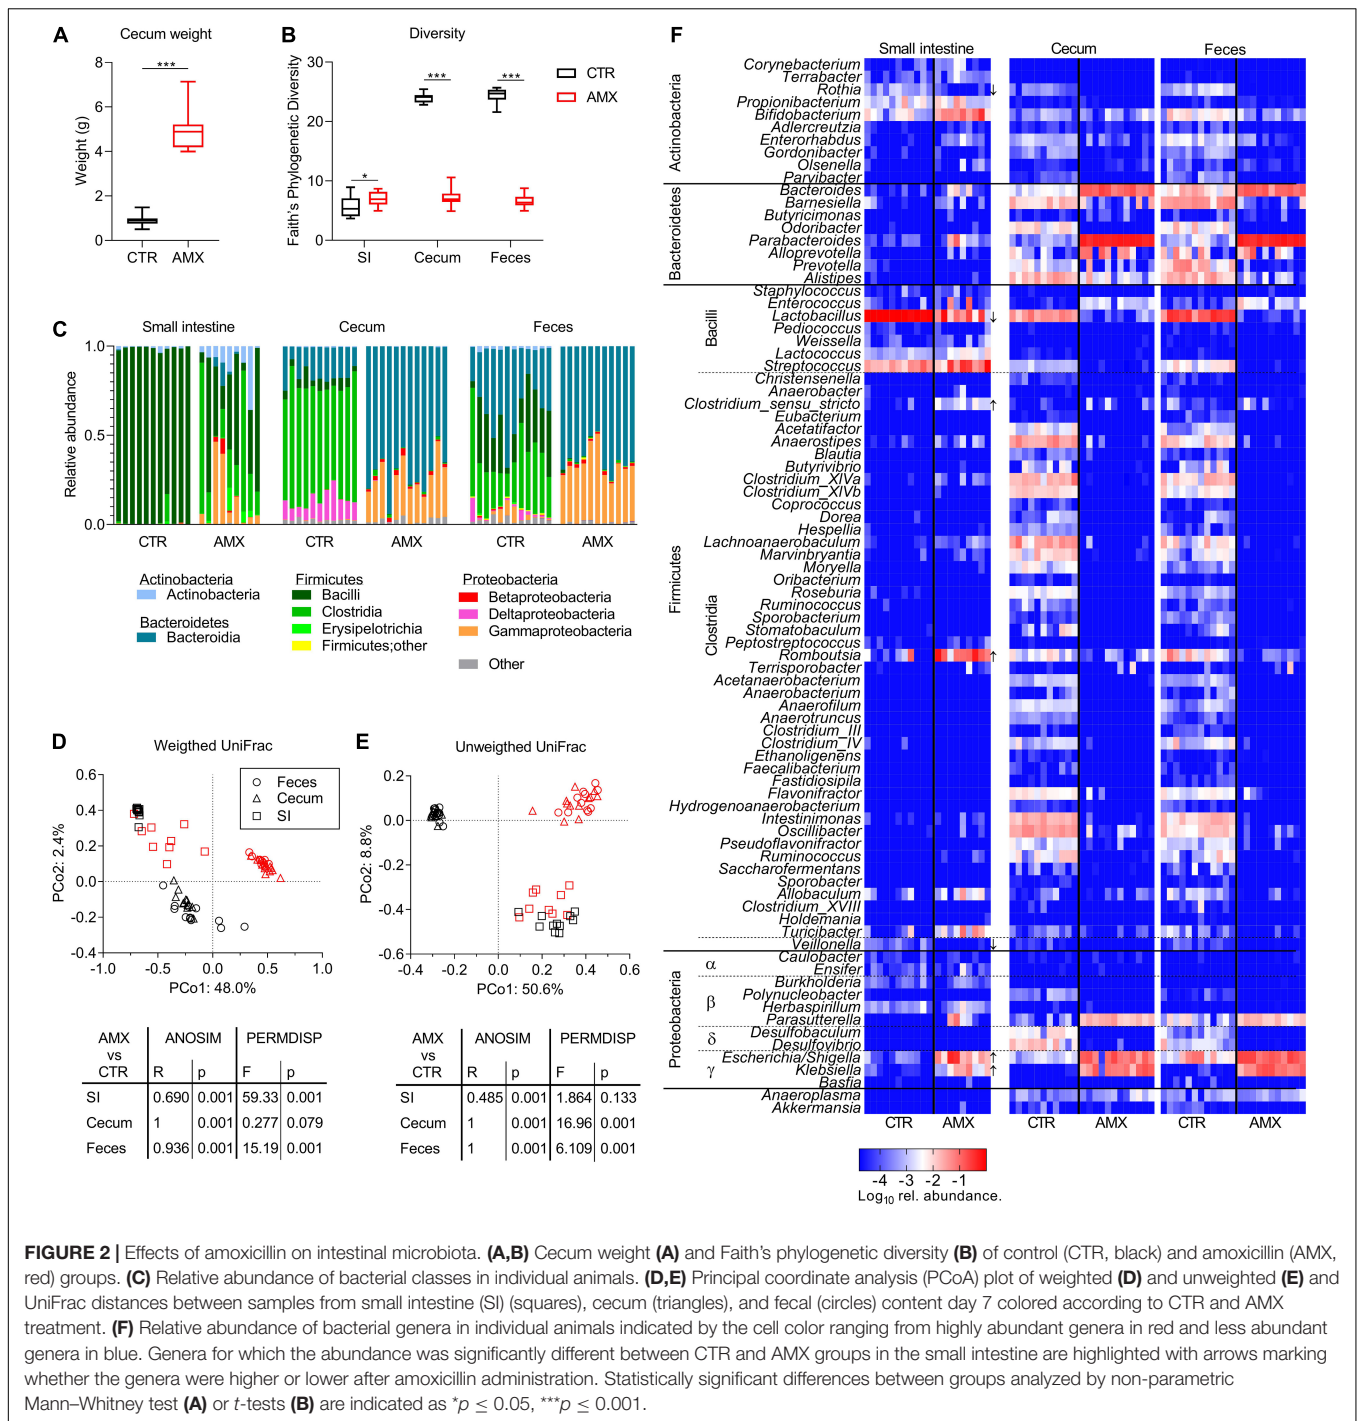 A
Cecum weight
***
Weight (g)
8
6
4
2
0
CTR
AMX
B
Diversity
Faith's Phylogenetic Diversity
30
20
10
0
*
***
***
SI
Cecum
Feces
CTR
AMX
C
Small intestine
Cecum
Feces
Relative abundance
1.0
0.5
0.0
CTR
AMX
CTR
AMX
CTR
AMX
Actinobacteria
Actinobacteria
Bacteroidetes
Bacteroidia
Firmicutes
Bacilli
Clostridia
Erysipelotrichia
Firmicutes;other
Proteobacteria
Betaproteobacteria
Deltaproteobacteria
Gammaproteobacteria
Other
D
Weigthed UniFrac
Feces
Cecum
SI
PCo2: 2.4%
0.6
0.4
0.2
0.0
-0.2
-0.4
-1.0 -0.5 0.0 0.5 1.0
PCo1: 48.0%
E
Unweigthed UniFrac
PCo2: 8.8%
0.2
0.0
-0.2
-0.4
-0.6
-0.4 -0.2 0.0 0.2 0.4 0.6
PCo1: 50.6%
AMX vs CTR ANOSIM PERMDISP
R p F p
SI 0.690 0.001 59.33 0.001
Cecum 1 0.001 0.277 0.079
Feces 0.936 0.001 15.19 0.001
AMX vs CTR ANOSIM PERMDISP
R p F p
SI 0.485 0.001 1.864 0.133
Cecum 1 0.001 16.96 0.001
Feces 1 0.001 6.109 0.001
F
Small intestine
Cecum
Feces
Actinobacteria
Corynebacterium
Terrabacter
Rothia ↓
Propionibacterium
Bifidobacterium
Adlercreutzia
Enterorhabdus
Gordonibacter
Olsenella
Parvibacter
Bacteroidetes
Bacteroides
Barnesiella
Butyricimonas
Odoribacter
Parabacteroides
Alloprevotella
Prevotella
Alistipes
Firmicutes
Bacilli
Staphylococcus
Enterococcus
Lactobacillus ↓
Pediococcus
Weissella
Lactococcus
Streptococcus
Clostridia
Christensenella
Anaerobacter
Clostridium_sensu_stricto ↑
Eubacterium
Acetatifactor
Anaerostipes
Blautia
Butyrivibrio
Clostridium_XIVa
Clostridium_XIVb
Coprococcus
Dorea
Hespellia
Lachnoanaerobaculum
Marvinbryantia
Moryella
Oribacterium
Roseburia
Ruminococcus
Sporobacterium
Stomatobaculum
Peptostreptococcus
Romboutsia ↑
Terrisporobacter
Acetanaerobacterium
Anaerobacterium
Anaerofilum
Anaerotruncus
Clostridium_III
Clostridium_IV
Ethanoligenens
Faecalibacterium
Fastidiosipila
Flavonifractor
Hydrogenoanaerobacterium
Intestinimonas
Oscillibacter
Pseudoflavonifractor
Ruminococcus
Saccharofermentans
Sporobacter
Allobaculum
Clostridium_XVIII
Holdemania
Turicibacter
Veillonella ↓
Proteobacteria
α
Caulobacter
Ensifer
β
Burkholderia
Polynucleobacter
Herbaspirillum
Parasutterella
δ
Desulfobaculum
Desulfovibrio
γ
Escherichia/Shigella ↑
Klebsiella ↑
Basfia
Anaeroplasma
Akkermansia
CTR
AMX
CTR
AMX
CTR
AMX
-4 -3 -2 -1
Log10 rel. abundance.
FIGURE 2 | Effects of amoxicillin on intestinal microbiota. (A,B) Cecum weight (A) and Faith's phylogenetic diversity (B) of control (CTR, black) and amoxicillin (AMX,
red) groups. (C) Relative abundance of bacterial classes in individual animals. (D,E) Principal coordinate analysis (PCoA) plot of weighted (D) and unweighted (E) and
UniFrac distances between samples from small intestine (SI) (squares), cecum (triangles), and fecal (circles) content day 7 colored according to CTR and AMX
treatment. (F) Relative abundance of bacterial genera in individual animals indicated by the cell color ranging from highly abundant genera in red and less abundant
genera in blue. Genera for which the abundance was significantly different between CTR and AMX groups in the small intestine are highlighted with arrows marking
whether the genera were higher or lower after amoxicillin administration. Statistically significant differences between groups analyzed by non-parametric
Mann–Whitney test (A) or t-tests (B) are indicated as *p ≤ 0.05, ***p ≤ 0.001.